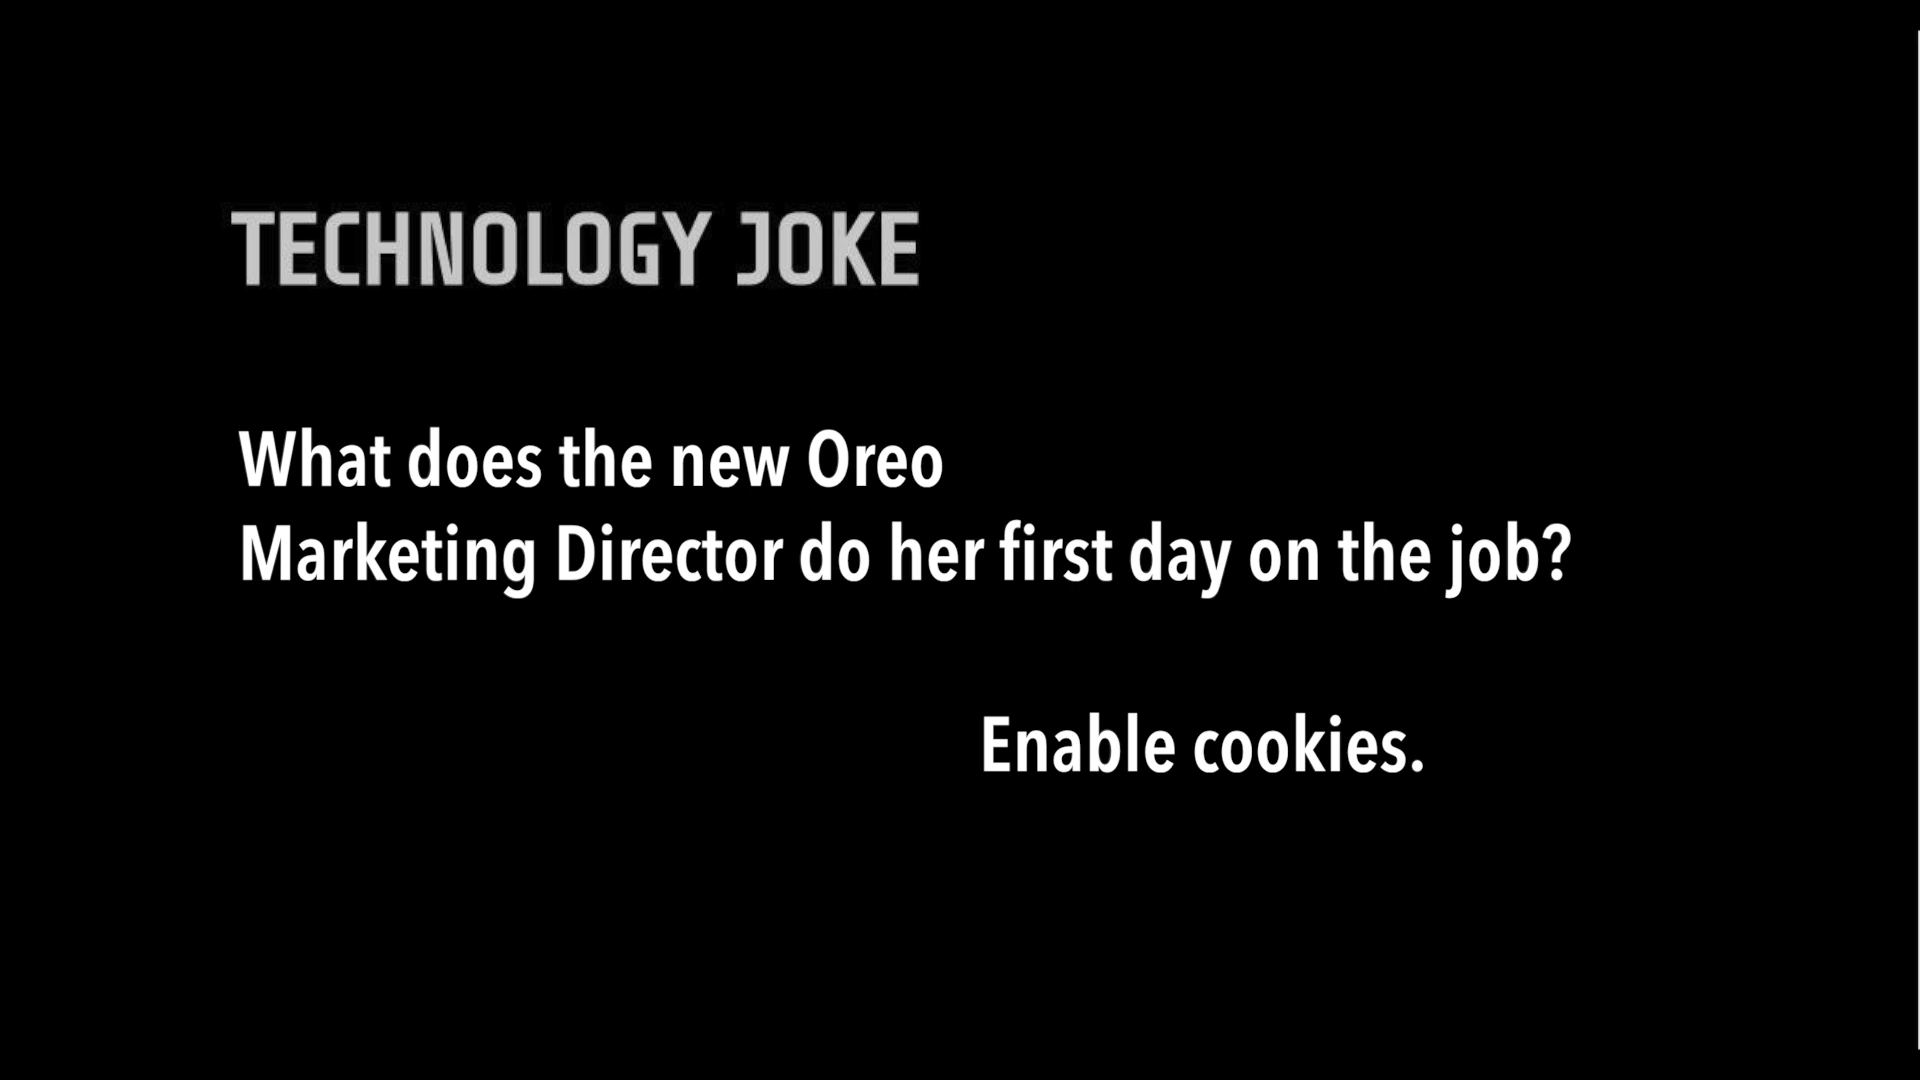 TECHNOLOGY JOKE
What does the new Oreo
Marketing Director do her first day on the job?
Enable cookies.